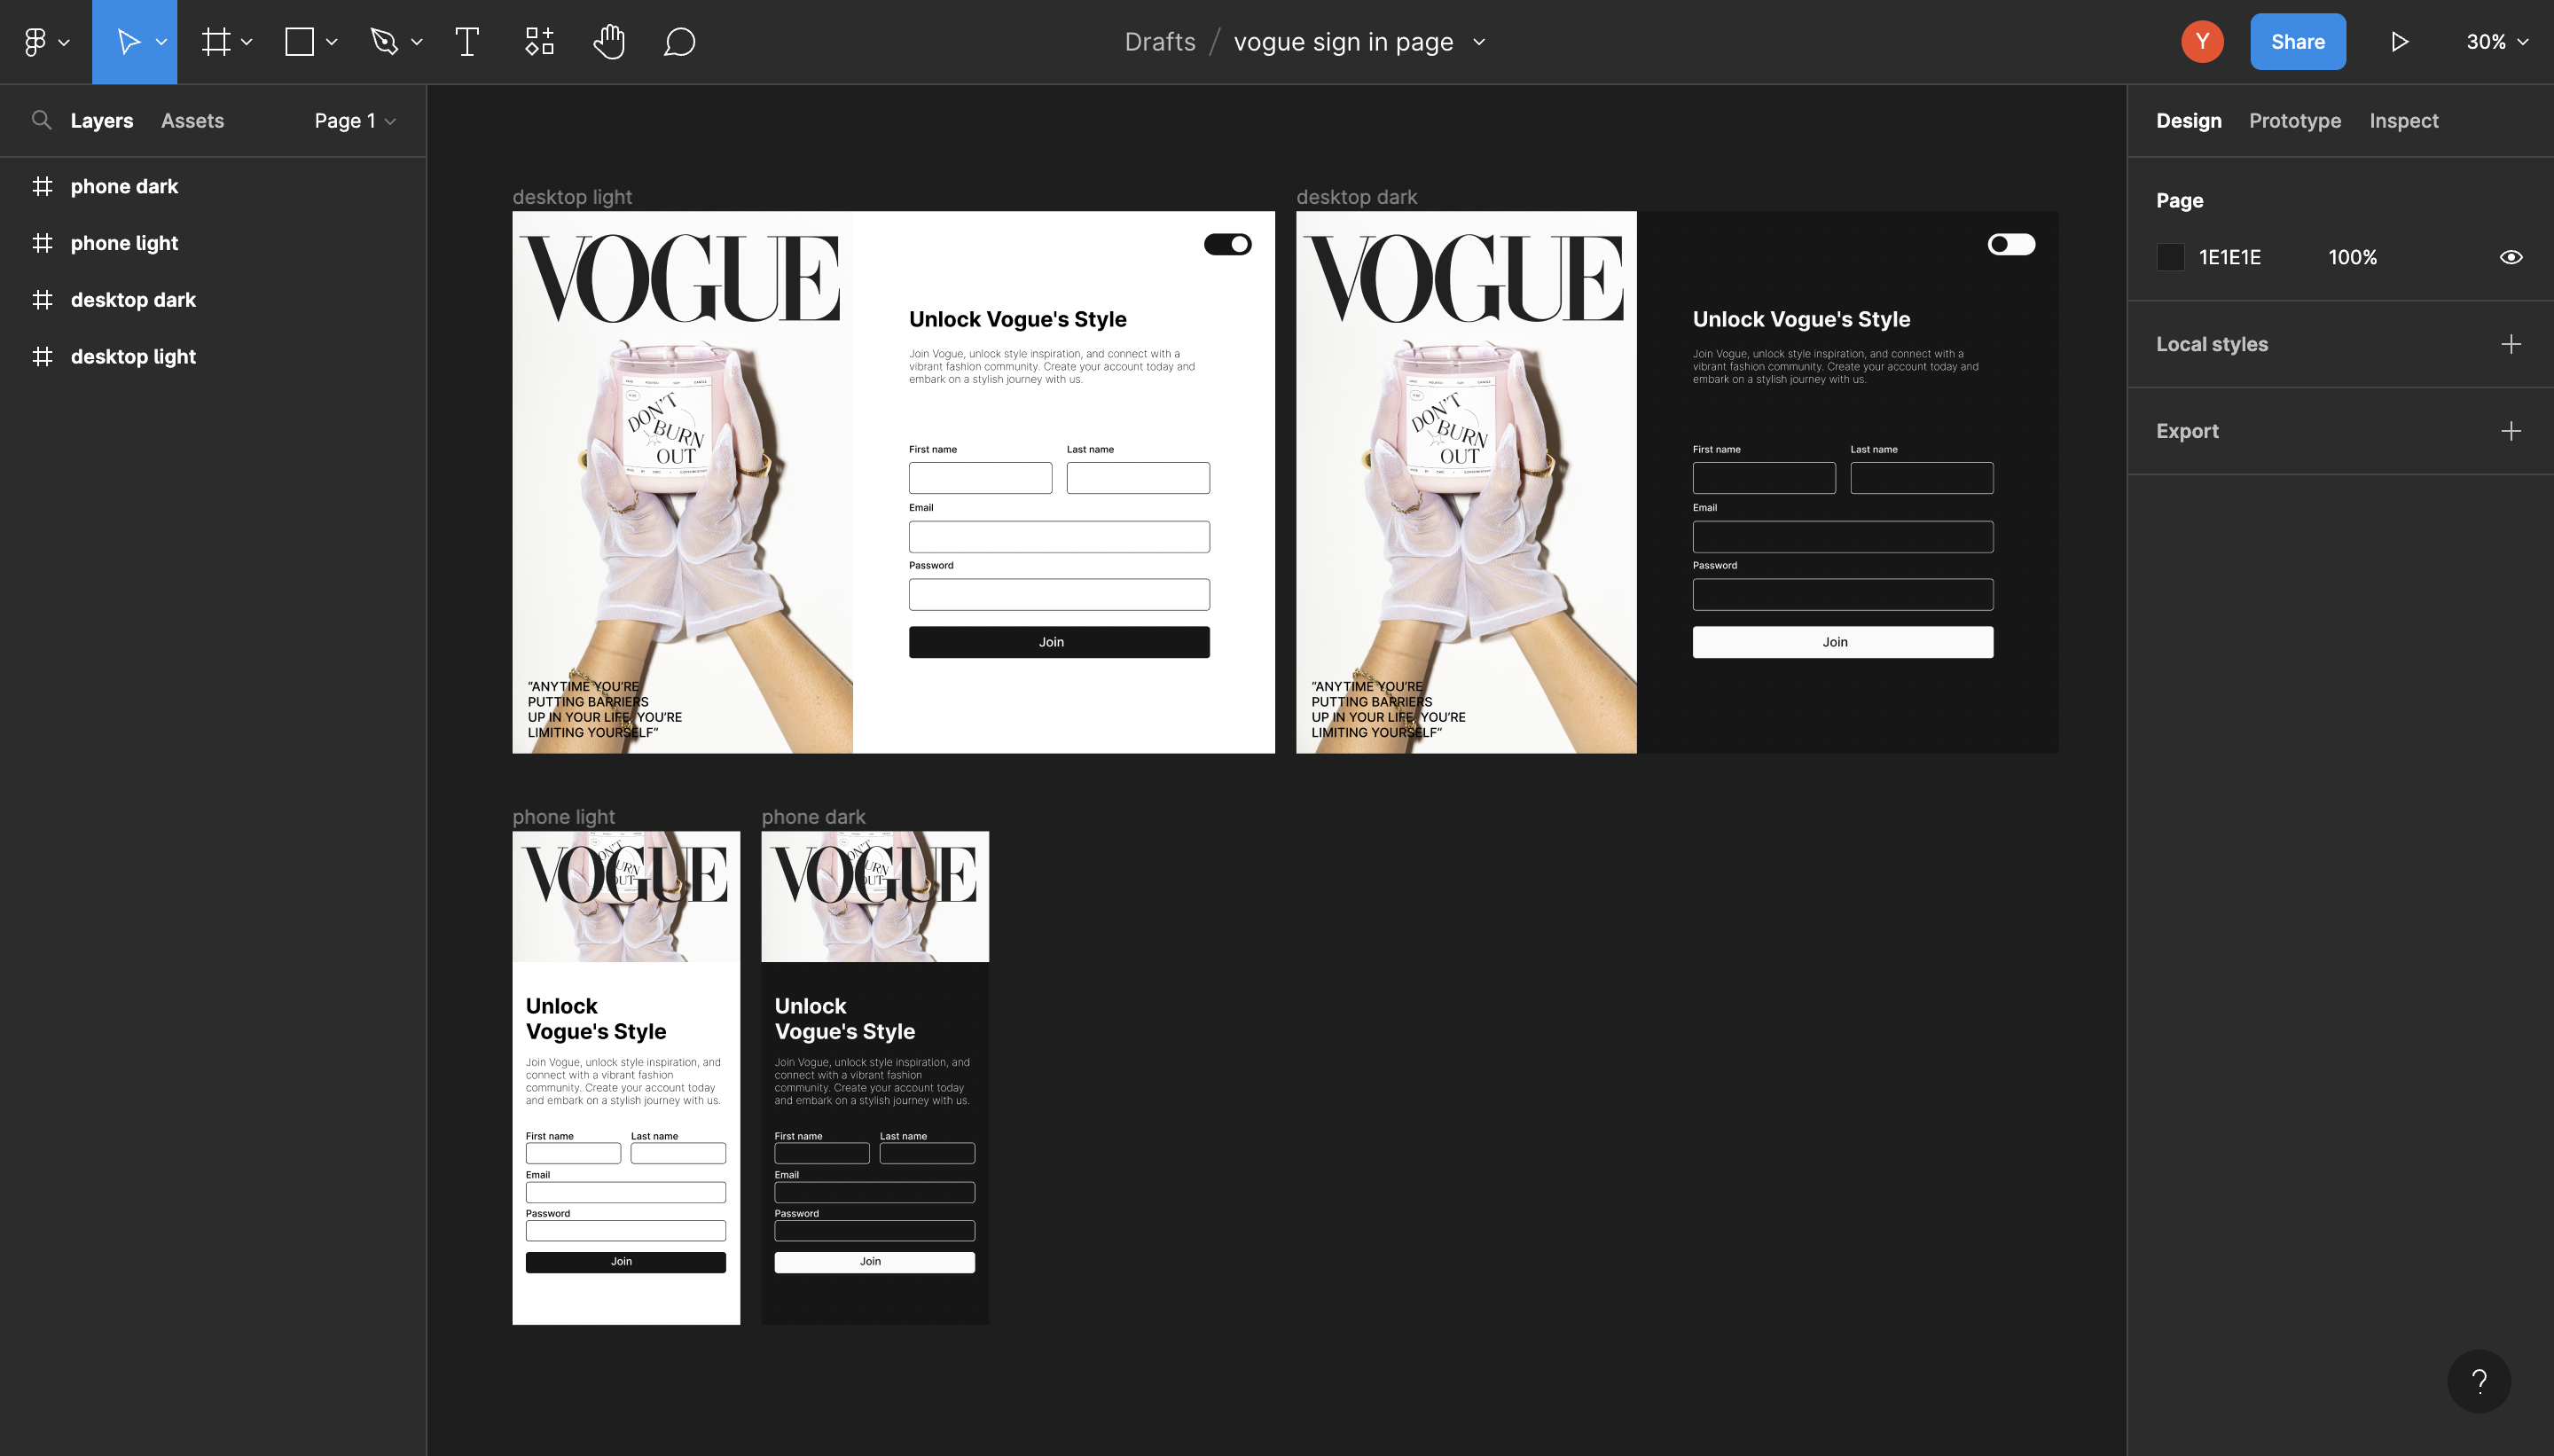 Drafts / vogue sign in page
Y
Share
30%
Layers
Assets
Page 1
phone dark
phone light
desktop dark
desktop light
desktop light
VOGUE
DON'T
BURN
OUT
“ANYTIME YOU’RE
PUTTING BARRIERS
UP IN YOUR LIFE, YOU’RE
LIMITING YOURSELF”
Unlock Vogue's Style
Join Vogue, unlock style inspiration, and connect with a
vibrant fashion community. Create your account today and
embark on a stylish journey with us.
First name
Last name
Email
Password
Join
desktop dark
VOGUE
DON'T
BURN
OUT
“ANYTIME YOU’RE
PUTTING BARRIERS
UP IN YOUR LIFE, YOU’RE
LIMITING YOURSELF”
Unlock Vogue's Style
Join Vogue, unlock style inspiration, and connect with a
vibrant fashion community. Create your account today and
embark on a stylish journey with us.
First name
Last name
Email
Password
Join
phone light
VOGUE
Unlock
Vogue's Style
Join Vogue, unlock style inspiration, and
connect with a vibrant fashion
community. Create your account today
and embark on a stylish journey with us.
First name
Last name
Email
Password
Join
phone dark
VOGUE
Unlock
Vogue's Style
Join Vogue, unlock style inspiration, and
connect with a vibrant fashion
community. Create your account today
and embark on a stylish journey with us.
First name
Last name
Email
Password
Join
Design
Prototype
Inspect
Page
1E1E1E
100%
Local styles
Export
?